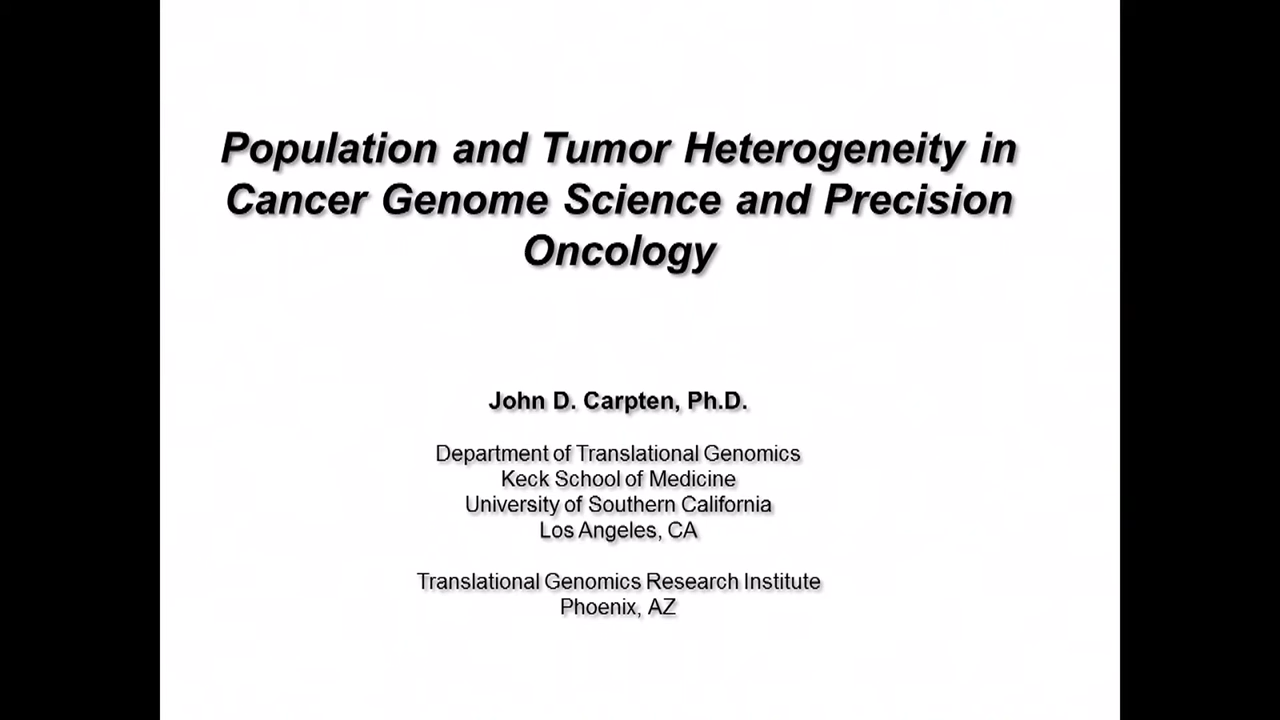 Population and Tumor Heterogeneity in
Cancer Genome Science and Precision
Oncology
John D. Carpten, Ph.D.
Department of Translational Genomics
Keck School of Medicine
University of Southern California
Los Angeles, CA
Translational Genomics Research Institute
Phoenix, AZ